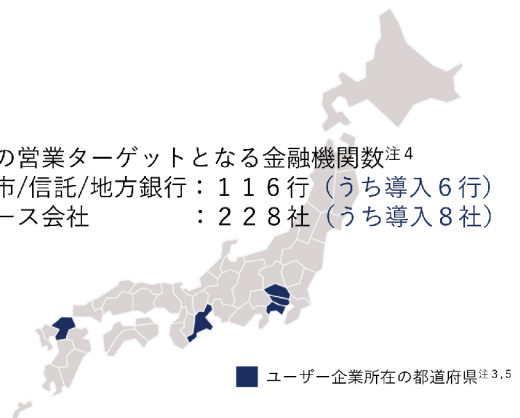 の営業ターゲットとなる金融機関数注4
市/信託/地方銀行：１１６行（うち導入６行）
ース会社　　　　：２２８社（うち導入８社）
ユーザー企業所在の都道府県注3,5